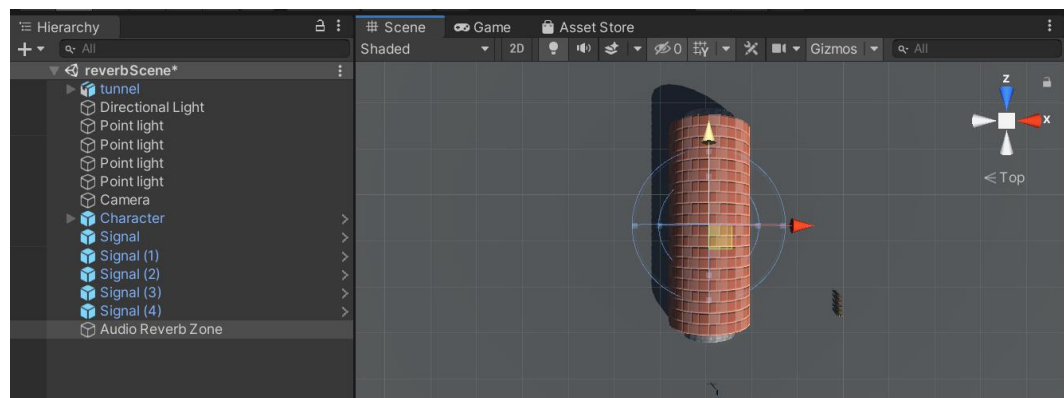 Hierarchy
All
reverbScene*
tunnel
Directional Light
Point light
Point light
Point light
Point light
Camera
Character
Signal
Signal (1)
Signal (2)
Signal (3)
Signal (4)
Audio Reverb Zone
Scene Game Asset Store
Shaded 2D 0 Gizmos All
z
x
Top